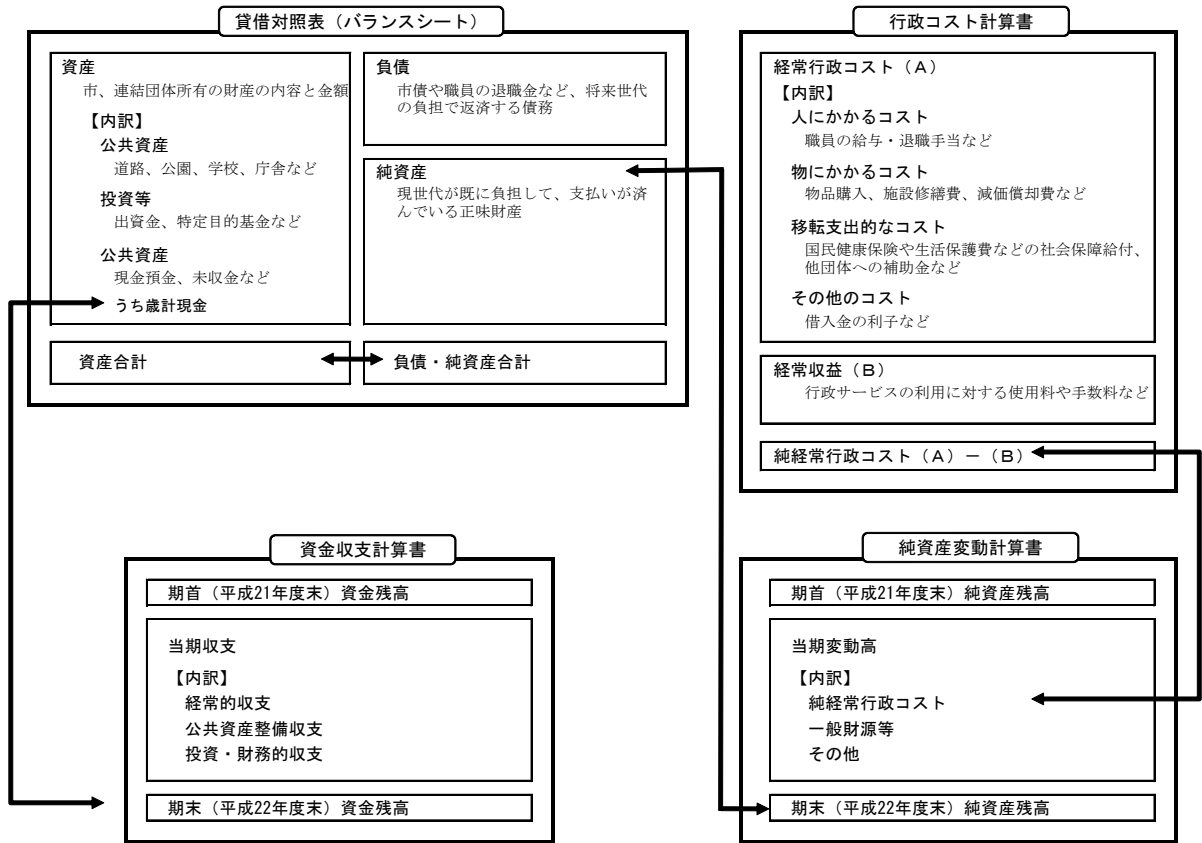 貸借対照表（バランスシート）
資産
市、連結団体所有の財産の内容と金額
【内訳】
公共資産
道路、公園、学校、庁舎など
投資等
出資金、特定目的基金など
公共資産
現金預金、未収金など
うち歳計現金
負債
市債や職員の退職金など、将来世代
の負担で返済する債務
純資産
現世代が既に負担して、支払いが済
んでいる正味財産
資産合計
負債・純資産合計
行政コスト計算書
経常行政コスト（Ａ）
【内訳】
人にかかるコスト
職員の給与・退職手当など
物にかかるコスト
物品購入、施設修繕費、減価償却費など
移転支出的なコスト
国民健康保険や生活保護費などの社会保障給付、
他団体への補助金など
その他のコスト
借入金の利子など
経常収益（Ｂ）
行政サービスの利用に対する使用料や手数料など
純経常行政コスト（Ａ）－（Ｂ）
資金収支計算書
期首（平成21年度末）資金残高
当期収支
【内訳】
経常的収支
公共資産整備収支
投資・財務的収支
期末（平成22年度末）資金残高
純資産変動計算書
期首（平成21年度末）純資産残高
当期変動高
【内訳】
純経常行政コスト
一般財源等
その他
期末（平成22年度末）純資産残高